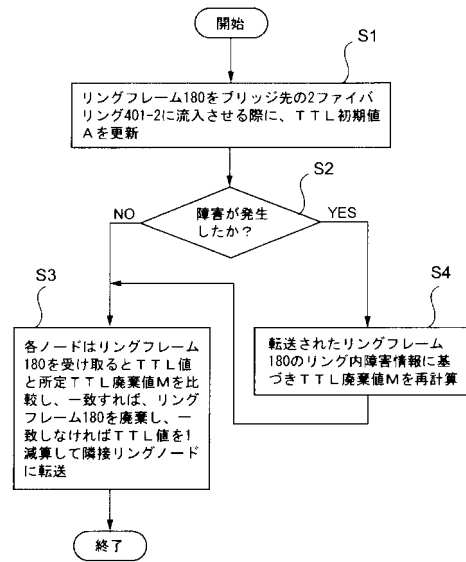 開始
S1
リングフレーム180をブリッジ先の2ファイバ
リング401-2に流入させる際に、TTL初期値
Aを更新
S2
障害が発生
したか?
NO
YES
S3
各ノードはリングフレーム
180を受け取るとTTL値
と所定TTL廃棄値Mを比
較し、一致すれば、リング
フレーム180を廃棄し、一
致しなければTTL値を1
減算して隣接リングノード
に転送
S4
転送されたリングフレーム
180のリング内障害情報に基
づきTTL廃棄値Mを再計算
終了